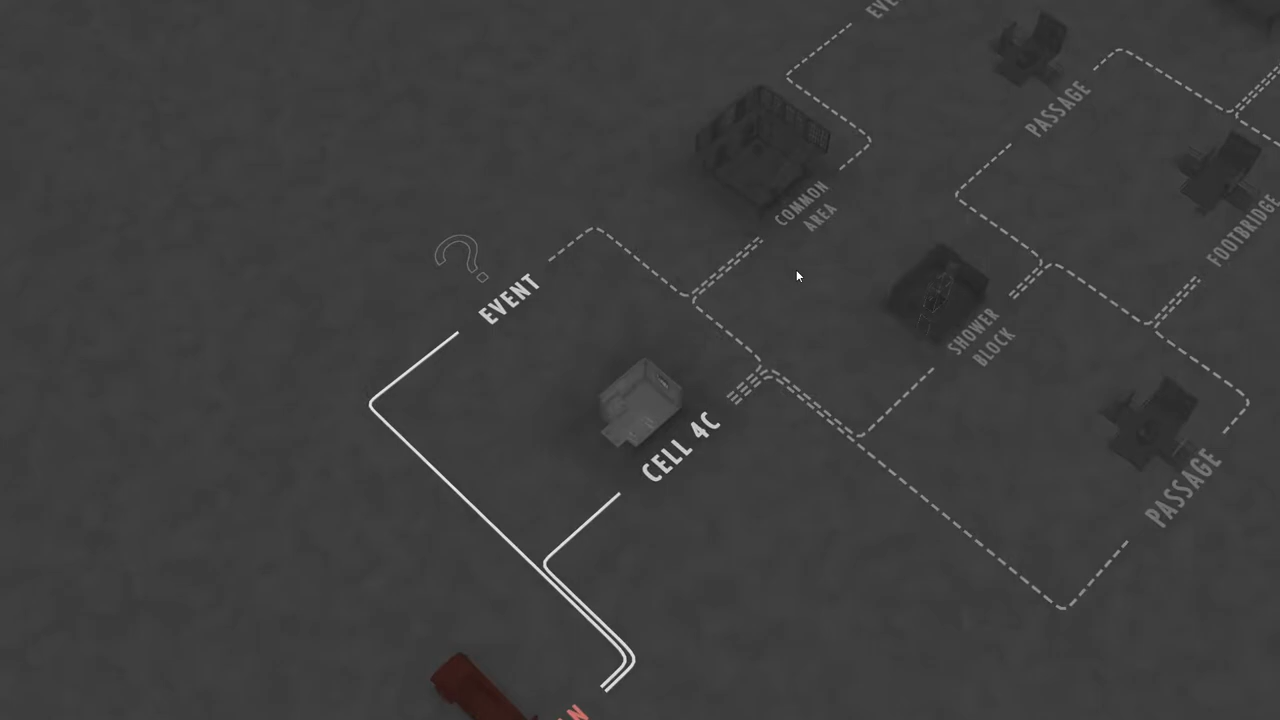 PASSAGE
COMMON
AREA
FOOTBRIDGE
EVENT
SHOWER
BLOCK
CELL 4C
PASSAGE